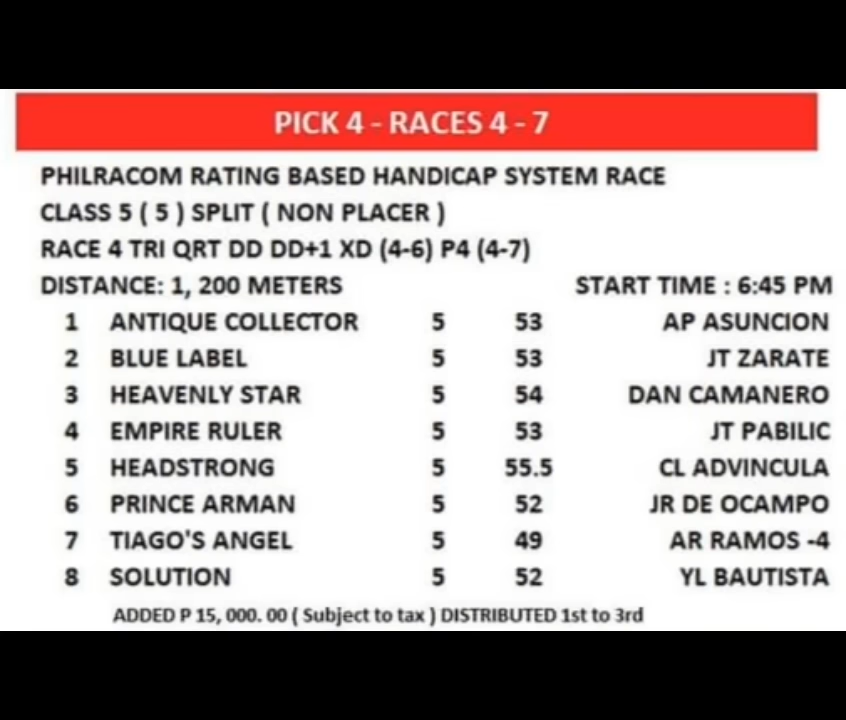 PICK 4 - RACES 4 - 7
PHILRACOM RATING BASED HANDICAP SYSTEM RACE
CLASS 5 ( 5 ) SPLIT ( NON PLACER )
RACE 4 TRI QRT DD DD+1 XD (4-6) P4 (4-7)
DISTANCE: 1, 200 METERS START TIME : 6:45 PM
1 ANTIQUE COLLECTOR 5 53 AP ASUNCION
2 BLUE LABEL 5 53 JT ZARATE
3 HEAVENLY STAR 5 54 DAN CAMANERO
4 EMPIRE RULER 5 53 JT PABILIC
5 HEADSTRONG 5 55.5 CL ADVINCULA
6 PRINCE ARMAN 5 52 JR DE OCAMPO
7 TIAGO'S ANGEL 5 49 AR RAMOS -4
8 SOLUTION 5 52 YL BAUTISTA
ADDED P 15, 000. 00 ( Subject to tax ) DISTRIBUTED 1st to 3rd